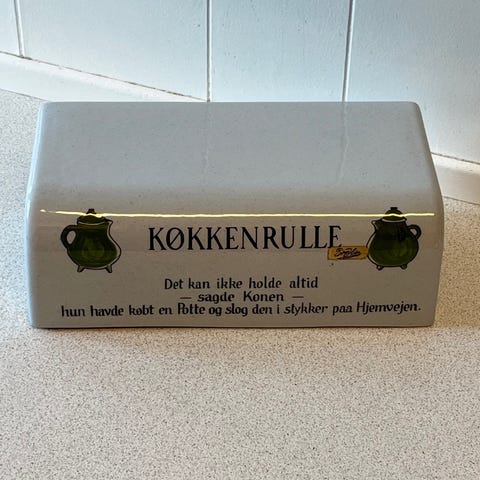 KØKKENRULLE
Det kan ikke holde altid
— sagde Konen —
hun havde købt en Potte og slog den i stykker paa Hjemvejen.